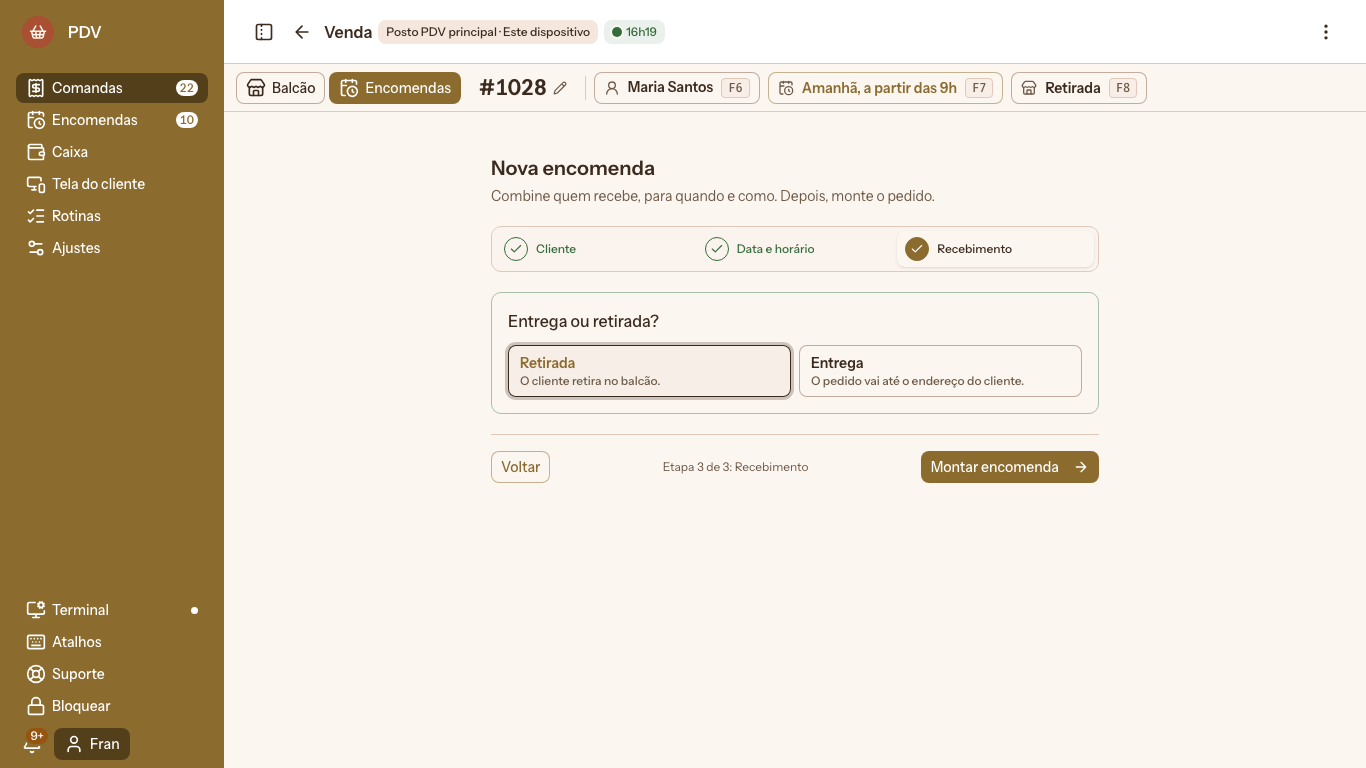 PDV
Comandas 22
Encomendas 10
Caixa
Tela do cliente
Rotinas
Ajustes
Terminal
Atalhos
Suporte
Bloquear
9+ Fran
Venda Posto PDV principal · Este dispositivo 16h19
Balcão Encomendas #1028 Maria Santos F6 Amanhã, a partir das 9h F7 Retirada F8
Nova encomenda
Combine quem recebe, para quando e como. Depois, monte o pedido.
Cliente Data e horário Recebimento
Entrega ou retirada?
Retirada
O cliente retira no balcão.
Entrega
O pedido vai até o endereço do cliente.
Voltar Etapa 3 de 3: Recebimento Montar encomenda